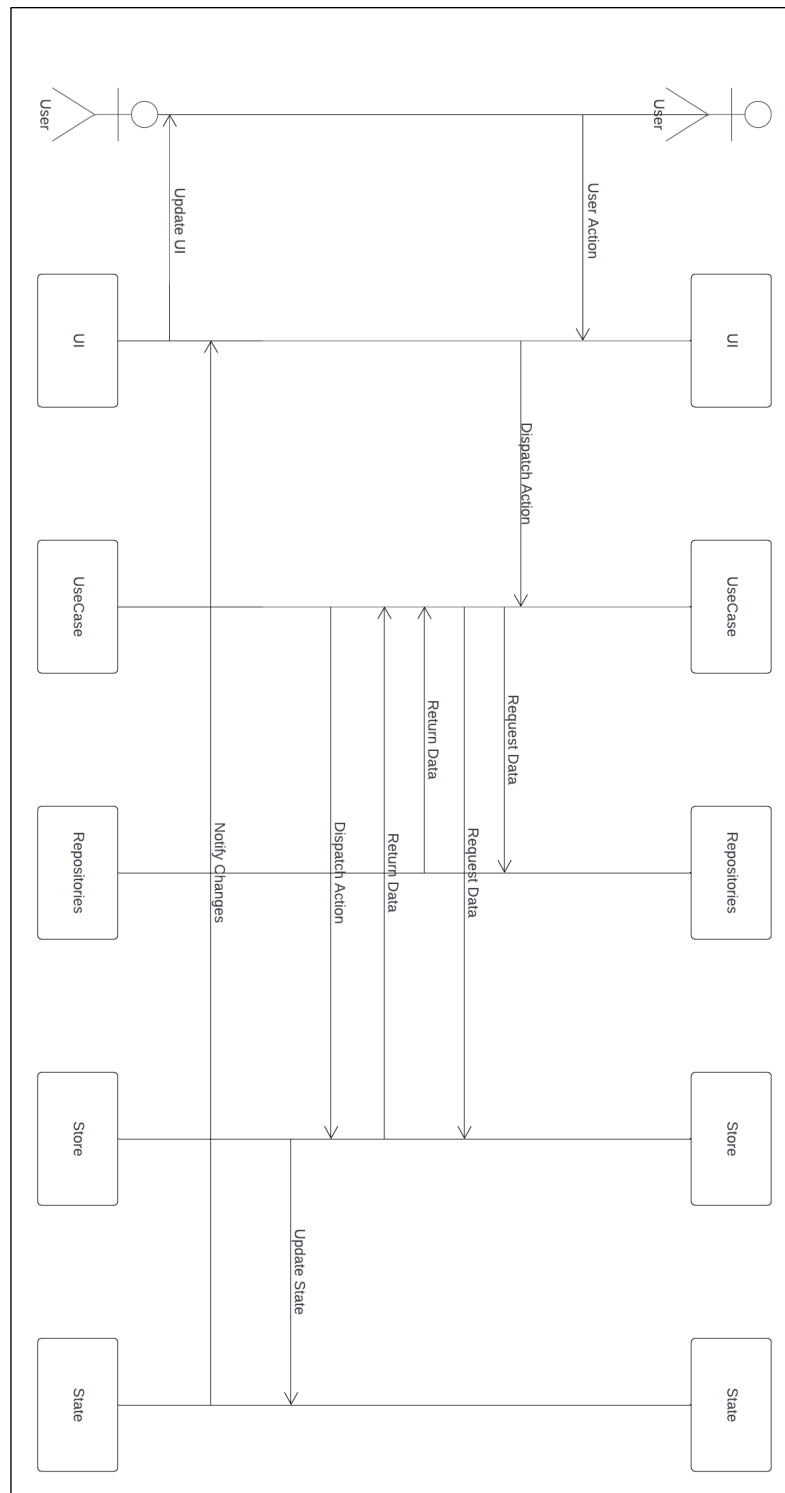 User
UI
UseCase
Repositories
Store
State
User Action
Dispatch Action
Request Data
Request Data
Return Data
Return Data
Dispatch Action
Update State
Notify Changes
Update UI
User
UI
UseCase
Repositories
Store
State